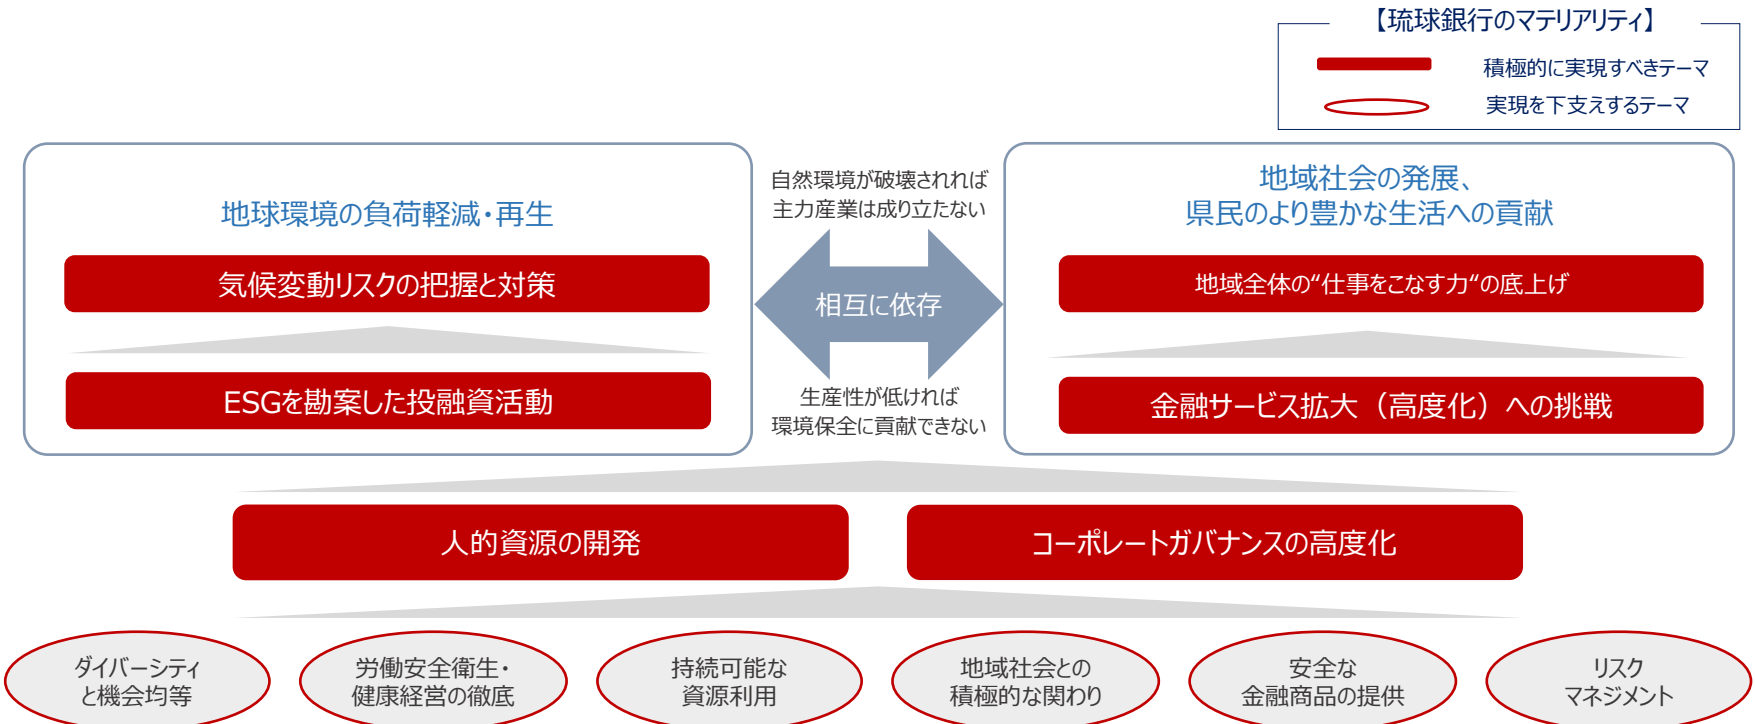 【琉球銀行のマテリアリティ】
積極的に実現すべきテーマ
実現を下支えするテーマ
地球環境の負荷軽減・再生
気候変動リスクの把握と対策
ESGを勘案した投融資活動
自然環境が破壊されれば
主力産業は成り立たない
相互に依存
生産性が低ければ
環境保全に貢献できない
地域社会の発展、
県民のより豊かな生活への貢献
地域全体の“仕事をこなす力“の底上げ
金融サービス拡大（高度化）への挑戦
人的資源の開発
コーポレートガバナンスの高度化
ダイバーシティ
と機会均等
労働安全衛生・
健康経営の徹底
持続可能な
資源利用
地域社会との
積極的な関わり
安全な
金融商品の提供
リスク
マネジメント